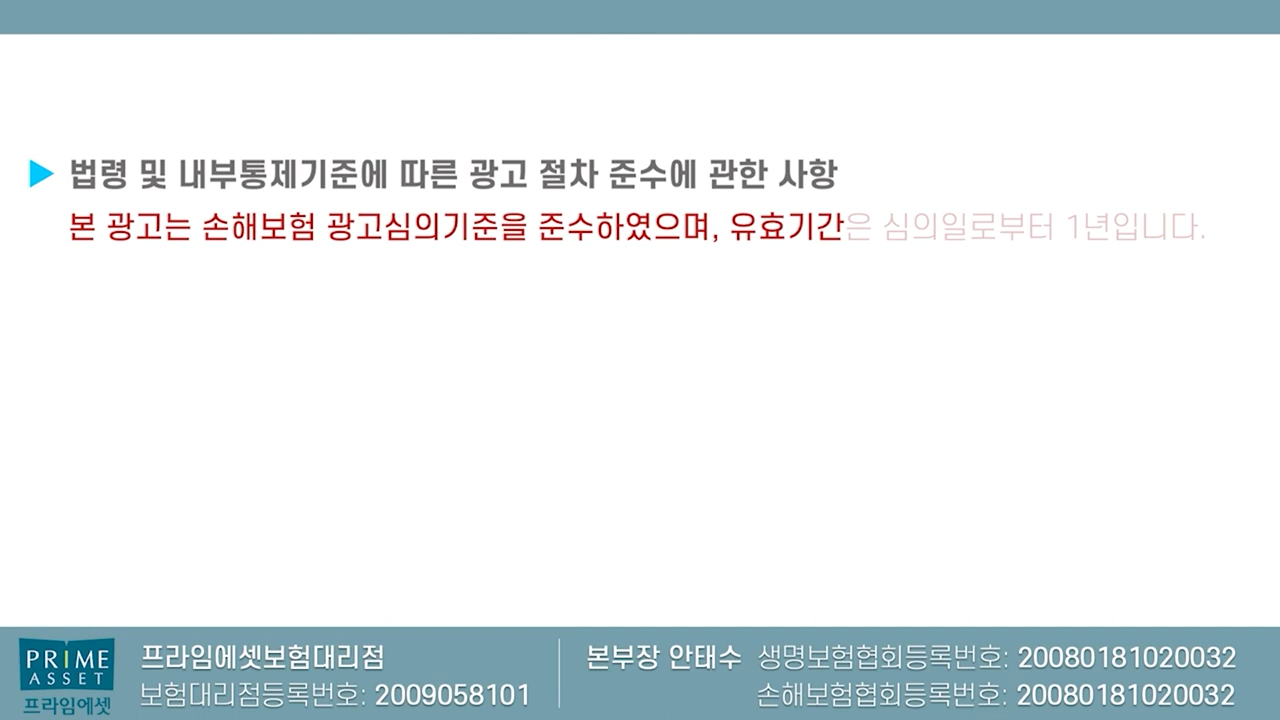 ▶ 법령 및 내부통제기준에 따른 광고 절차 준수에 관한 사항
본 광고는 손해보험 광고심의기준을 준수하였으며, 유효기간은 심의일로부터 1년입니다.
PRIME
ASSET
프라임에셋
프라임에셋보험대리점
보험대리점등록번호: 2009058101
본부장 안태수 생명보험협회등록번호: 20080181020032
손해보험협회등록번호: 20080181020032